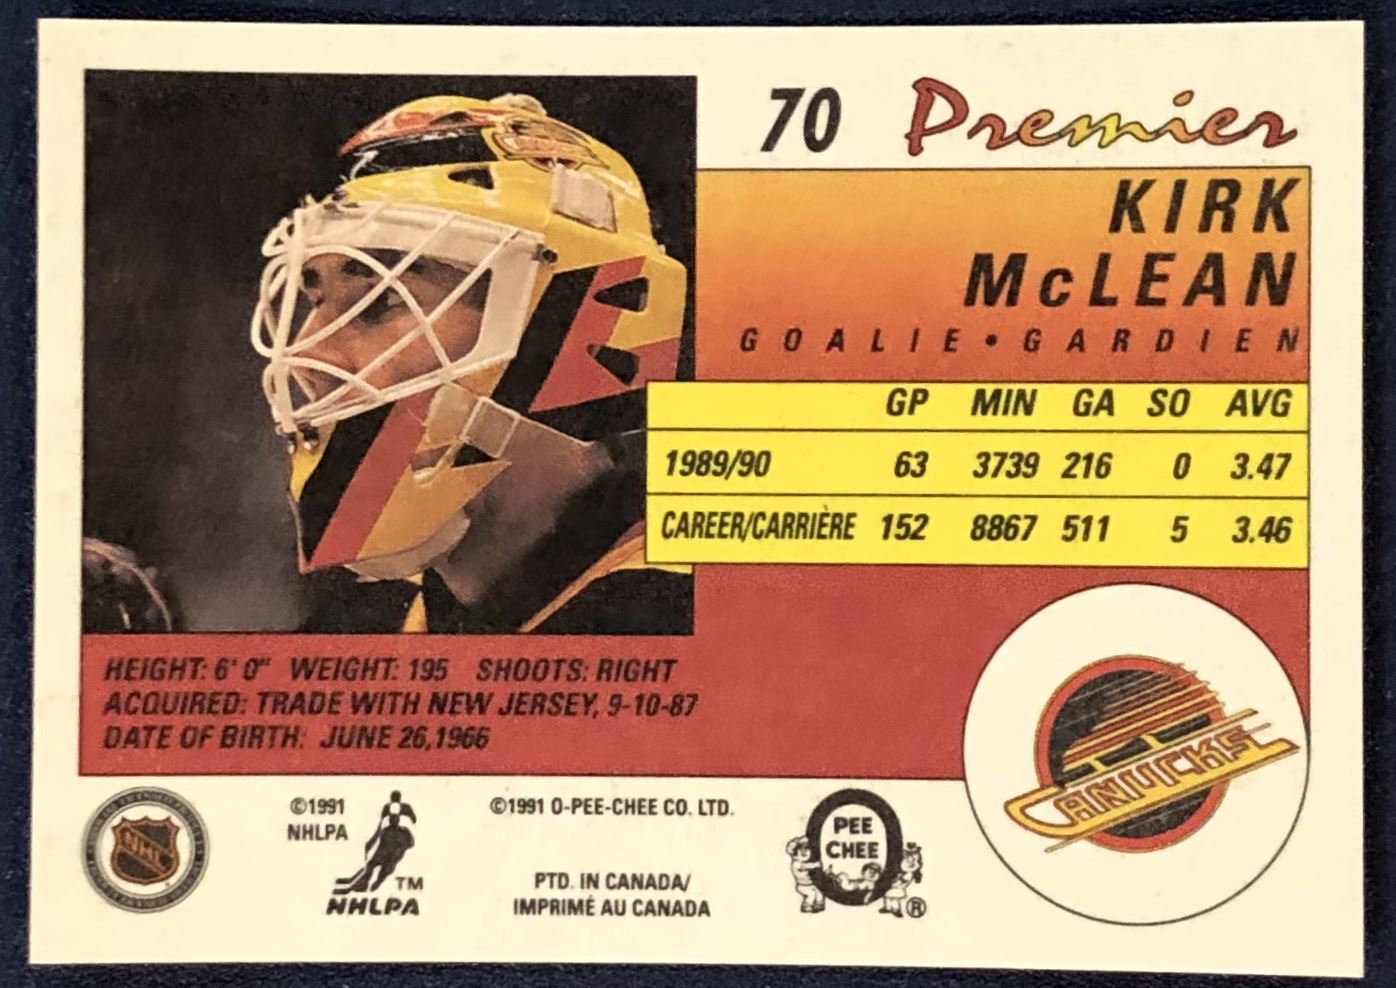 70 Premier
KIRK
McLEAN
GOALIE • GARDIEN
GP MIN GA SO AVG
1989/90 63 3739 216 0 3.47
CAREER/CARRIÈRE 152 8867 511 5 3.46
HEIGHT: 6' 0" WEIGHT: 195 SHOOTS: RIGHT
ACQUIRED: TRADE WITH NEW JERSEY, 9-10-87
DATE OF BIRTH: JUNE 26, 1966
CANUCKS
NHL
©1991
NHLPA
TM
NHLPA
©1991 O-PEE-CHEE CO. LTD.
PTD. IN CANADA/
IMPRIMÉ AU CANADA
O
PEE
CHEE
®